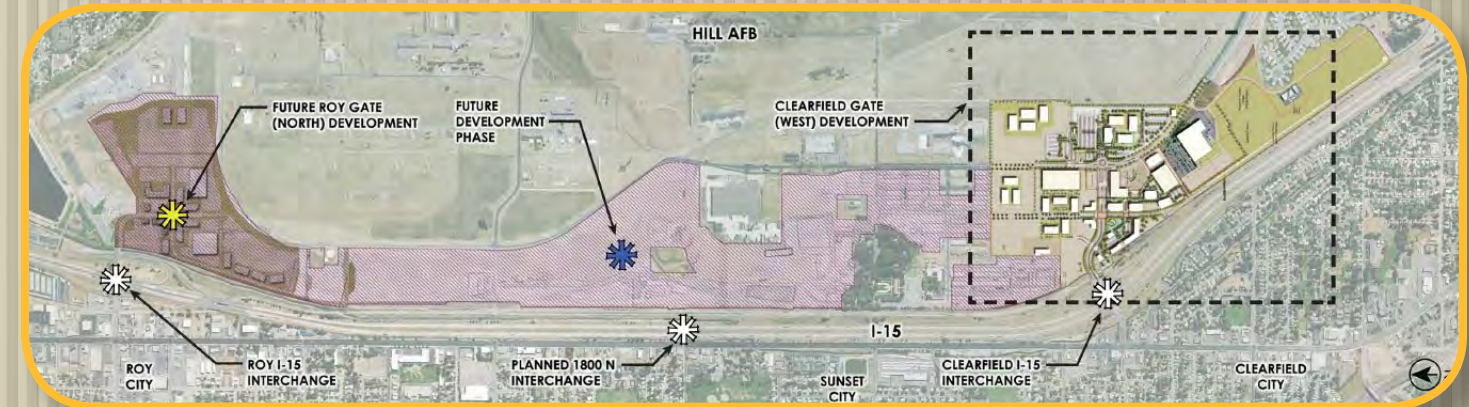 HILL AFB
FUTURE ROY GATE
(NORTH) DEVELOPMENT
FUTURE
DEVELOPMENT
PHASE
CLEARFIELD GATE
(WEST) DEVELOPMENT
I-15
ROY
CITY
ROY I-15
INTERCHANGE
PLANNED 1800 N
INTERCHANGE
SUNSET
CITY
CLEARFIELD I-15
INTERCHANGE
CLEARFIELD
CITY